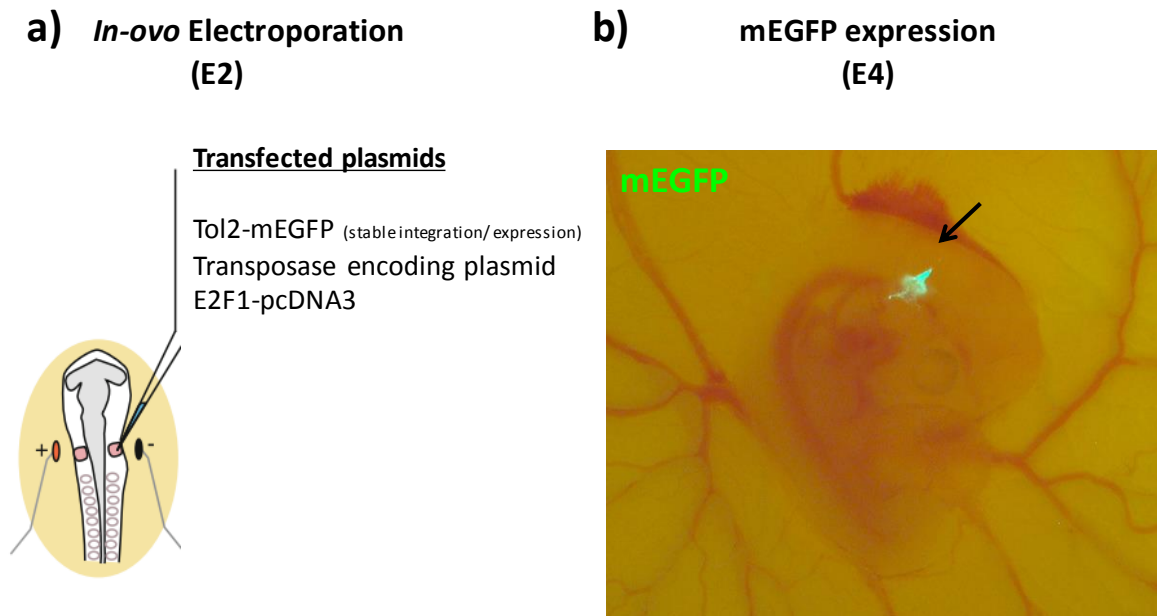 a) In-ovo Electroporation
(E2)
Transfected plasmids
Tol2-mEGFP (stable integration/expression)
Transposase encoding plasmid
E2F1-pcDNA3
+ -
b) mEGFP expression
(E4)
mEGFP